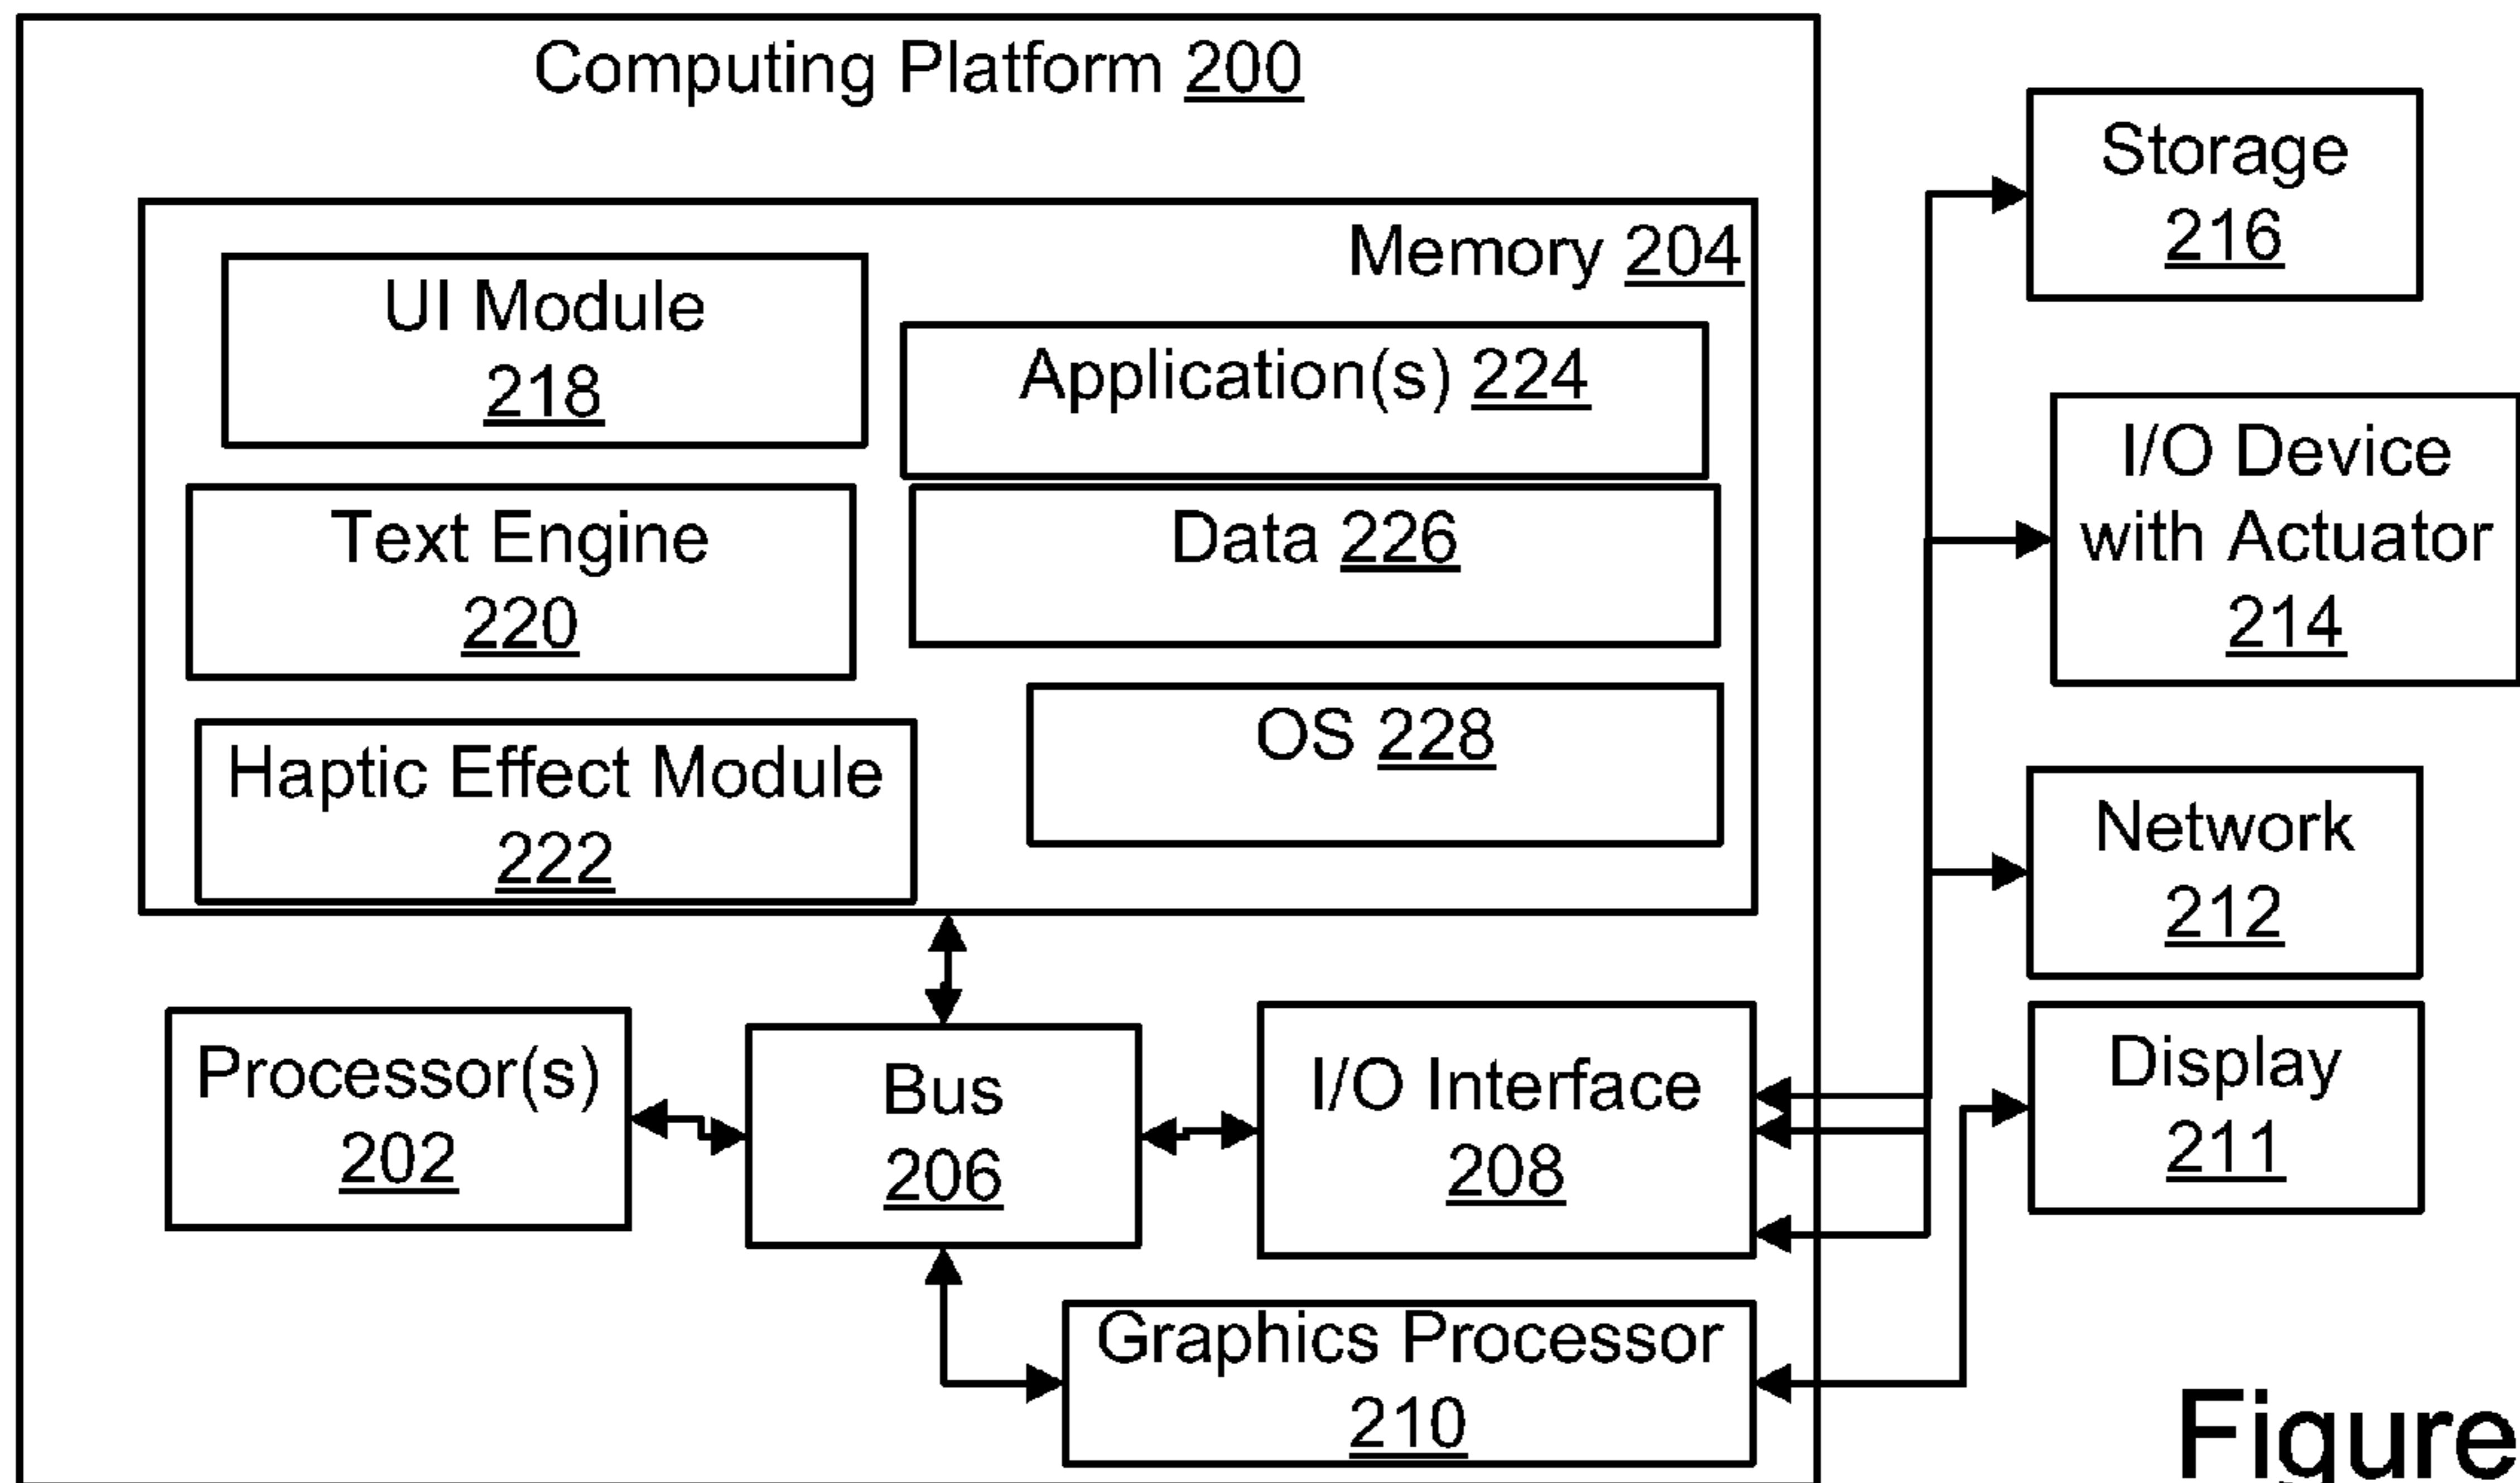 Computing Platform 200
Memory 204
UI Module
218
Application(s) 224
Text Engine
220
Data 226
Haptic Effect Module
222
OS 228
Processor(s)
202
Bus
206
I/O Interface
208
Graphics Processor
210
Storage
216
I/O Device
with Actuator
214
Network
212
Display
211
Figure